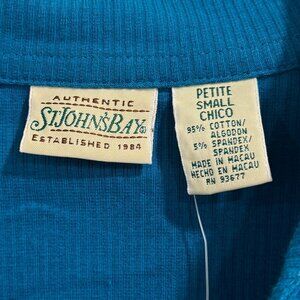 AUTHENTIC
ST. JOHN'S BAY®
ESTABLISHED 1984
PETITE
SMALL
CHICO
95% COTTON/
ALGODON
5% SPANDEX/
SPANDEX
MADE IN MACAU
HECHO EN MACAU
RN 93677